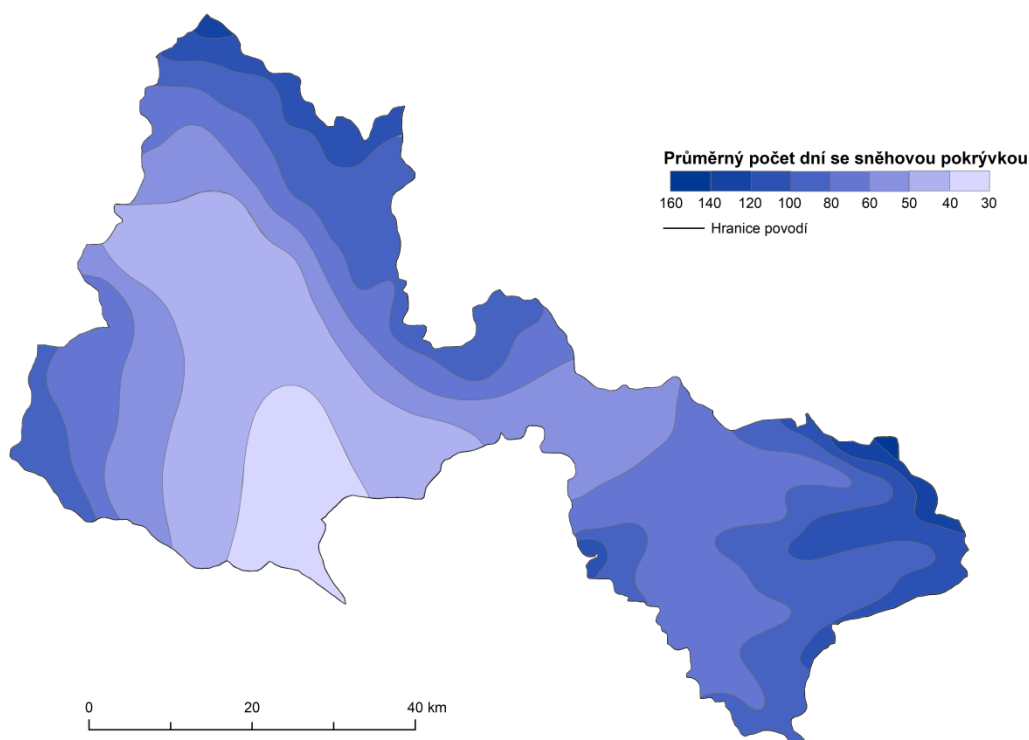 Průměrný počet dní se sněhovou pokrývkou
160 140 120 100 80 60 50 40 30
Hranice povodí
0 20 40 km